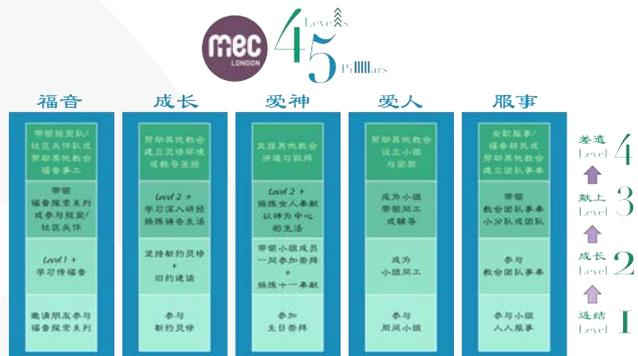 mec
LONDON
4 Levels
5 Pillars
福音
成长
爱神
爱人
服事
带领短宣队/
社区关怀队或
帮助其他教会
福音事工
帮助其他教会
建立灵修环境
或教导圣经
支援其他教会
讲道与敬拜
帮助其他教会
设立小组
与团契
全职服事/
福音移民或
帮助其他教会
建立团队事奉
差遣
Level 4
带领
福音探索系列
或参与短宣/
社区关怀
Level 2 +
学习深入研经
操练祷告生活
Level 2 +
操练全人奉献
以神为中心
的生活
成为小组
带领同工
或辅导
带领
教会团队事奉
小分队或团队
献上
Level 3
Level 1 +
学习传福音
坚持新约灵修
+
旧约速读
带领小组成员
一同参加崇拜
+
操练十一奉献
成为
小组同工
参与
教会团队事奉
成长
Level 2
邀请朋友参与
福音探索系列
参与
新约灵修
参加
主日崇拜
参与
周间小组
参与小组
人人服事
连结
Level 1